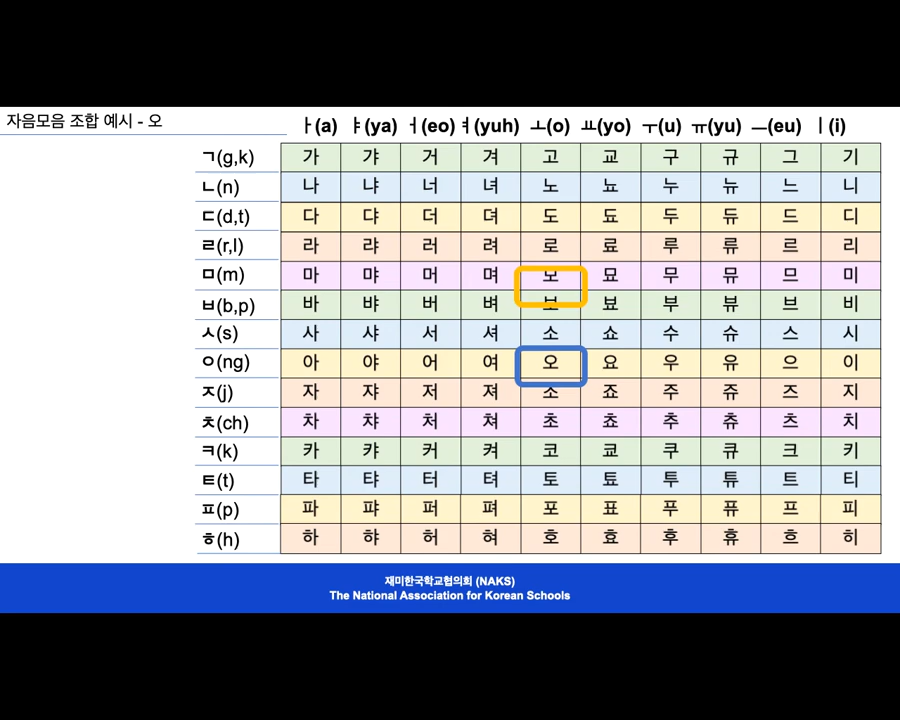 자음모음 조합 예시 - 오
ㅏ(a) ㅑ(ya) ㅓ(eo) ㅕ(yuh) ㅗ(o) ㅛ(yo) ㅜ(u) ㅠ(yu) ㅡ(eu) ㅣ(i)
ㄱ(g,k) 가 갸 거 겨 고 교 구 규 그 기
ㄴ(n) 나 냐 너 녀 노 뇨 누 뉴 느 니
ㄷ(d,t) 다 댜 더 뎌 도 됴 두 듀 드 디
ㄹ(r,l) 라 랴 러 려 로 료 루 류 르 리
ㅁ(m) 마 먀 머 며 모 묘 무 뮤 므 미
ㅂ(b,p) 바 뱌 버 벼 보 뵤 부 뷰 브 비
ㅅ(s) 사 샤 서 셔 소 쇼 수 슈 스 시
ㅇ(ng) 아 야 어 여 오 요 우 유 으 이
ㅈ(j) 자 쟈 저 져 조 죠 주 쥬 즈 지
ㅊ(ch) 차 챠 처 쳐 초 쵸 추 츄 츠 치
ㅋ(k) 카 캬 커 켜 코 쿄 쿠 큐 크 키
ㅌ(t) 타 탸 터 텨 토 툐 투 튜 트 티
ㅍ(p) 파 퍄 퍼 펴 포 표 푸 퓨 프 피
ㅎ(h) 하 햐 허 혀 호 효 후 휴 흐 히
재미한국학교협의회 (NAKS)
The National Association for Korean Schools